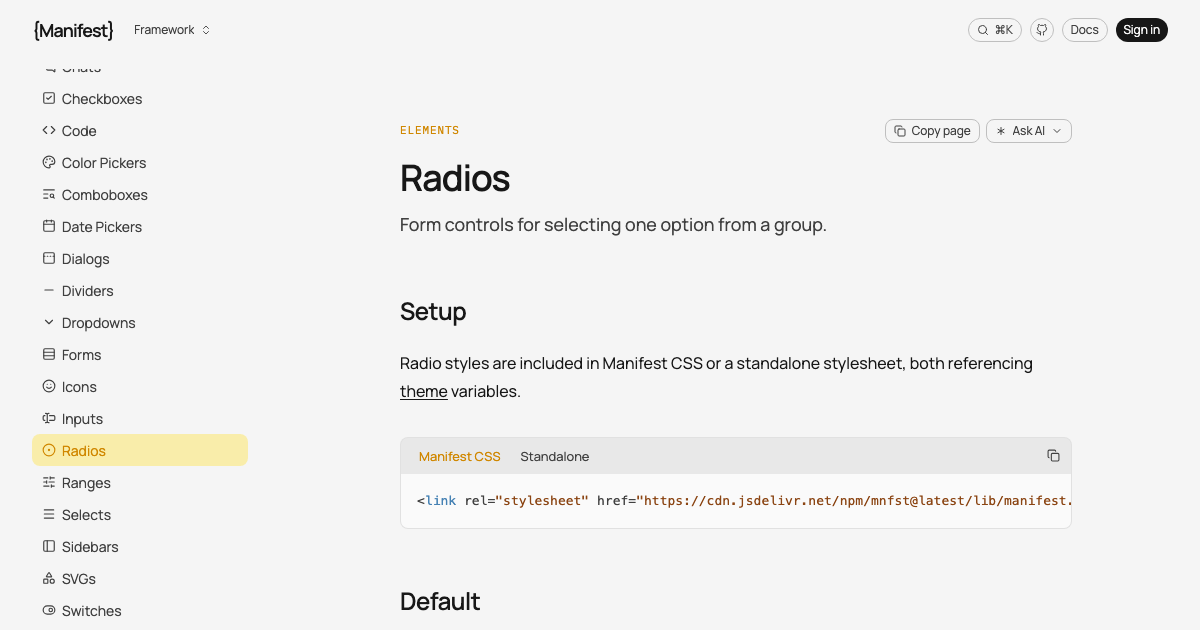 {Manifest}
Framework
⌘K
Docs
Sign in
Chats
Checkboxes
Code
Color Pickers
Comboboxes
Date Pickers
Dialogs
Dividers
Dropdowns
Forms
Icons
Inputs
Radios
Ranges
Selects
Sidebars
SVGs
Switches
ELEMENTS
Copy page
Ask AI
Radios
Form controls for selecting one option from a group.
Setup
Radio styles are included in Manifest CSS or a standalone stylesheet, both referencing
theme variables.
Manifest CSS
Standalone
<link rel="stylesheet" href="https://cdn.jsdelivr.net/npm/mnfst@latest/lib/manifest.
Default